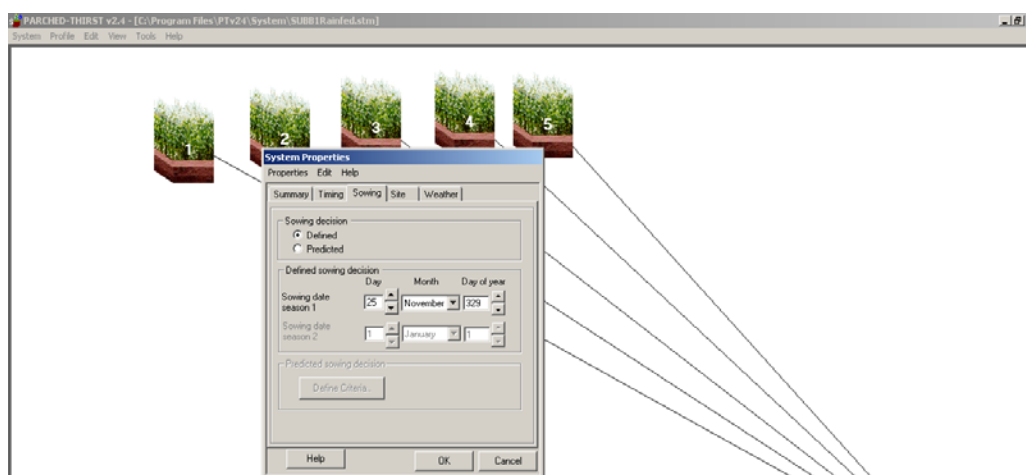 PARCHED-THIRST v2.4 - [C:\Program Files\PTv24\System\SUBB1Rainfed.stm]
System Profile Edit View Tools Help
1 2 3 4 5
System Properties
Properties Edit Help
Summary Timing Sowing Site Weather
Sowing decision
Defined
Predicted
Defined sowing decision
Day Month Day of year
Sowing date season 1 25 November 329
Sowing date season 2 1 January 1
Predicted sowing decision
Define Criteria..
Help OK Cancel